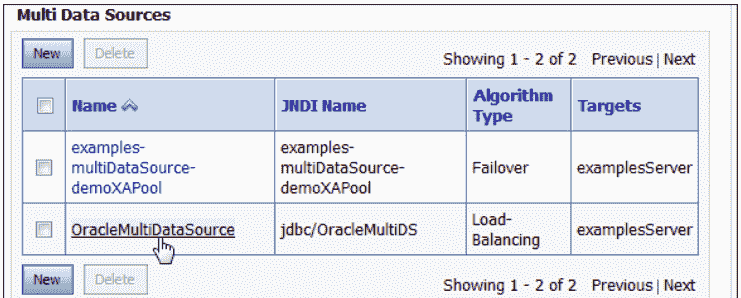 Multi Data Sources
New Delete Showing 1 - 2 of 2 Previous | Next
Name JNDI Name Algorithm Type Targets
examples-multiDataSource-demoXAPool examples-multiDataSource-demoXAPool Failover examplesServer
OracleMultiDataSource jdbc/OracleMultiDS Load-Balancing examplesServer
New Delete Showing 1 - 2 of 2 Previous | Next